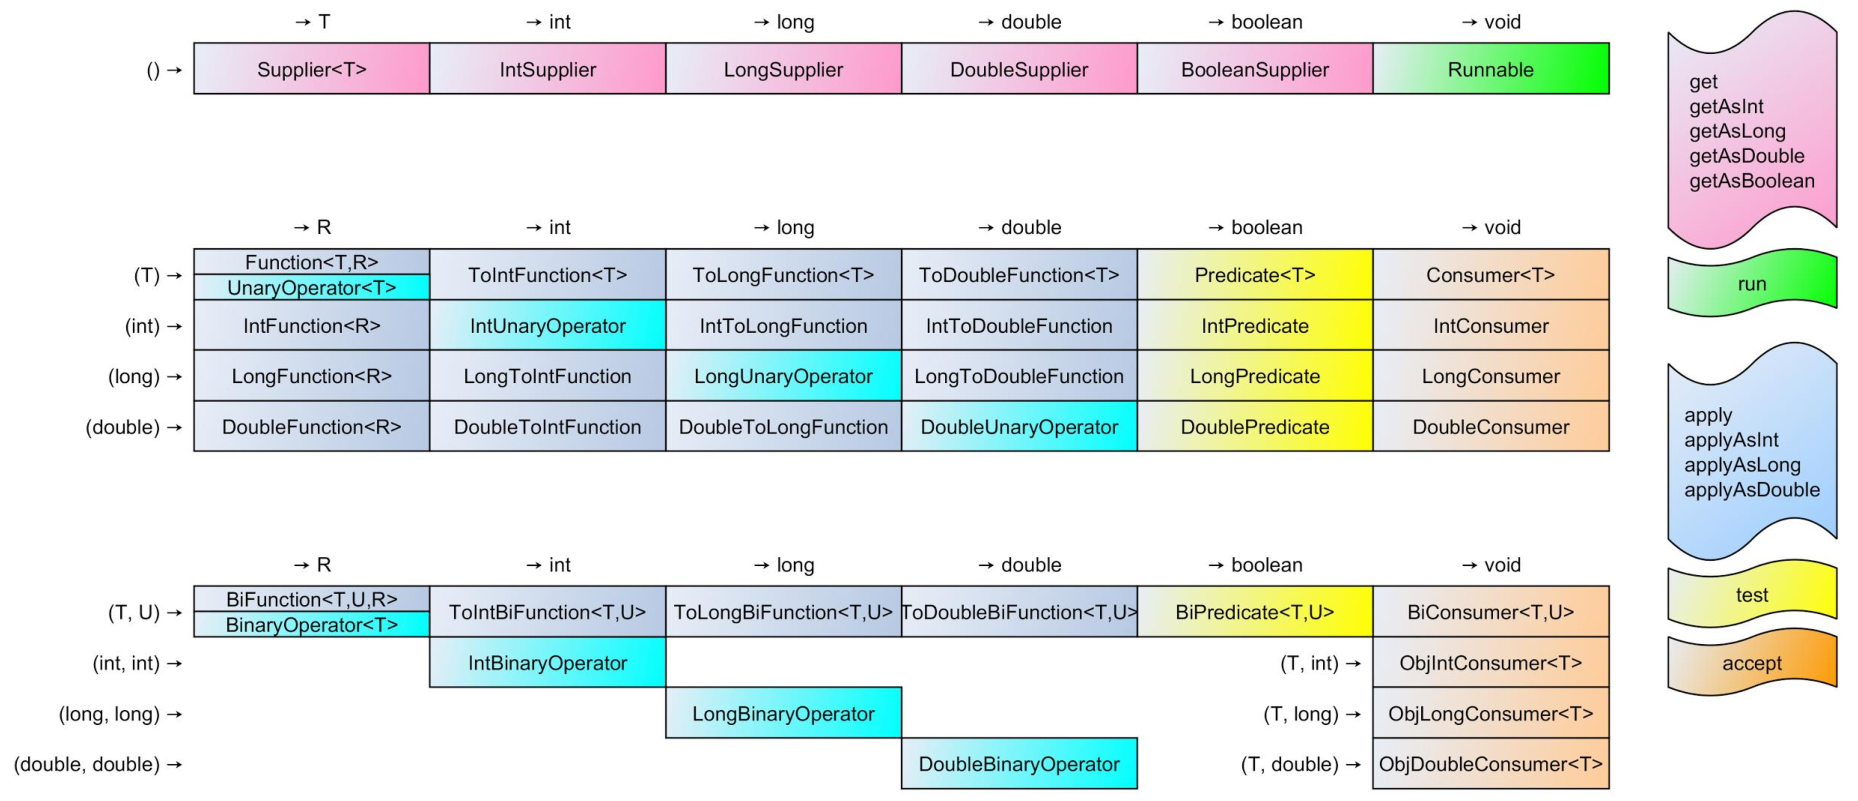 → T → int → long → double → boolean → void
() → Supplier<T> IntSupplier LongSupplier DoubleSupplier BooleanSupplier Runnable
→ R → int → long → double → boolean → void
(T) → Function<T,R> ToIntFunction<T> ToLongFunction<T> ToDoubleFunction<T> Predicate<T> Consumer<T>
UnaryOperator<T>
(int) → IntFunction<R> IntUnaryOperator IntToLongFunction IntToDoubleFunction IntPredicate IntConsumer
(long) → LongFunction<R> LongToIntFunction LongUnaryOperator LongToDoubleFunction LongPredicate LongConsumer
(double) → DoubleFunction<R> DoubleToIntFunction DoubleToLongFunction DoubleUnaryOperator DoublePredicate DoubleConsumer
→ R → int → long → double → boolean → void
(T, U) → BiFunction<T,U,R> ToIntBiFunction<T,U> ToLongBiFunction<T,U> ToDoubleBiFunction<T,U> BiPredicate<T,U> BiConsumer<T,U>
BinaryOperator<T>
(int, int) → IntBinaryOperator (T, int) → ObjIntConsumer<T>
(long, long) → LongBinaryOperator (T, long) → ObjLongConsumer<T>
(double, double) → DoubleBinaryOperator (T, double) → ObjDoubleConsumer<T>
get
getAsInt
getAsLong
getAsDouble
getAsBoolean
run
apply
applyAsInt
applyAsLong
applyAsDouble
test
accept